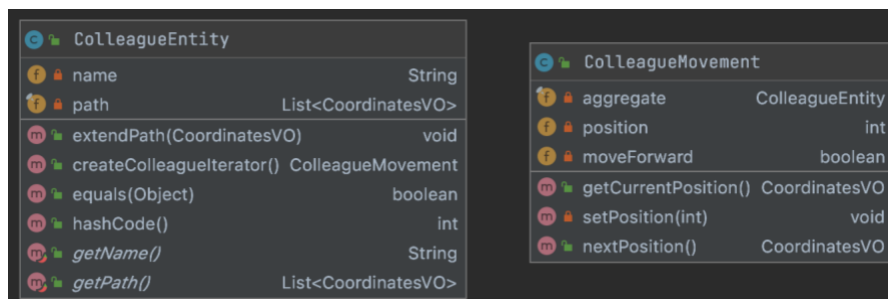 ColleagueEntity
name String
path List<CoordinatesVO>
extendPath(CoordinatesVO) void
createColleagueIterator() ColleagueMovement
equals(Object) boolean
hashCode() int
getName() String
getPath() List<CoordinatesVO>
ColleagueMovement
aggregate ColleagueEntity
position int
moveForward boolean
getCurrentPosition() CoordinatesVO
setPosition(int) void
nextPosition() CoordinatesVO